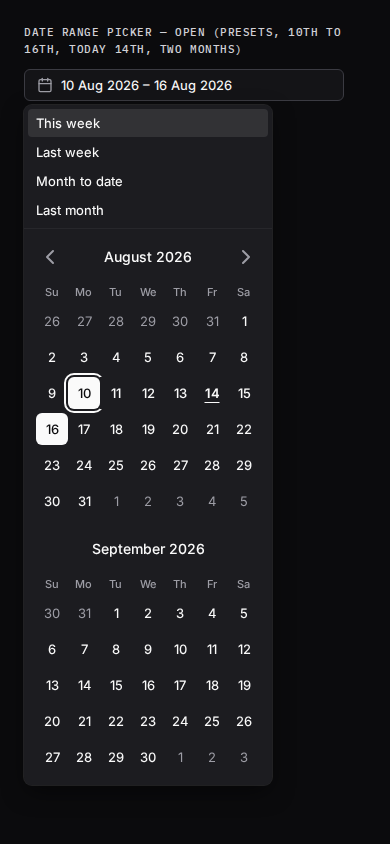 DATE RANGE PICKER — OPEN (PRESETS, 10TH TO
16TH, TODAY 14TH, TWO MONTHS)
10 Aug 2026 – 16 Aug 2026
This week
Last week
Month to date
Last month
August 2026
Su Mo Tu We Th Fr Sa
26 27 28 29 30 31 1
2 3 4 5 6 7 8
9 10 11 12 13 14 15
16 17 18 19 20 21 22
23 24 25 26 27 28 29
30 31 1 2 3 4 5
September 2026
Su Mo Tu We Th Fr Sa
30 31 1 2 3 4 5
6 7 8 9 10 11 12
13 14 15 16 17 18 19
20 21 22 23 24 25 26
27 28 29 30 1 2 3